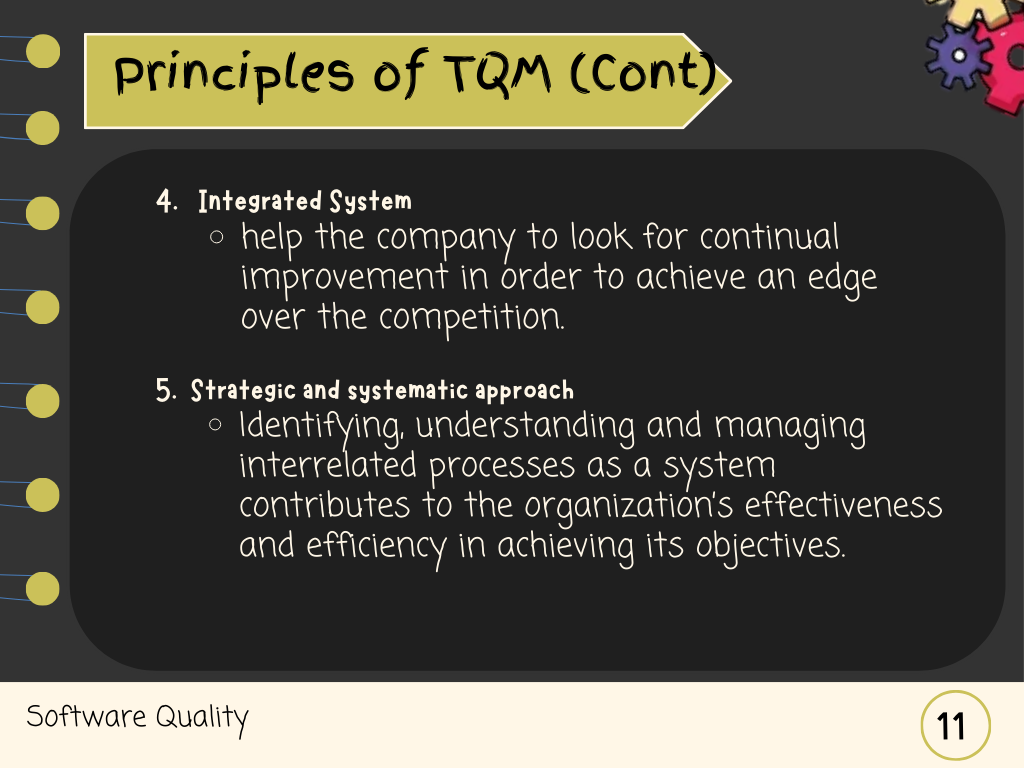 Principles of TQM (Cont)
4. Integrated System
○ help the company to look for continual
improvement in order to achieve an edge
over the competition.
5. Strategic and systematic approach
○ Identifying, understanding and managing
interrelated processes as a system
contributes to the organization's effectiveness
and efficiency in achieving its objectives.
Software Quality
11